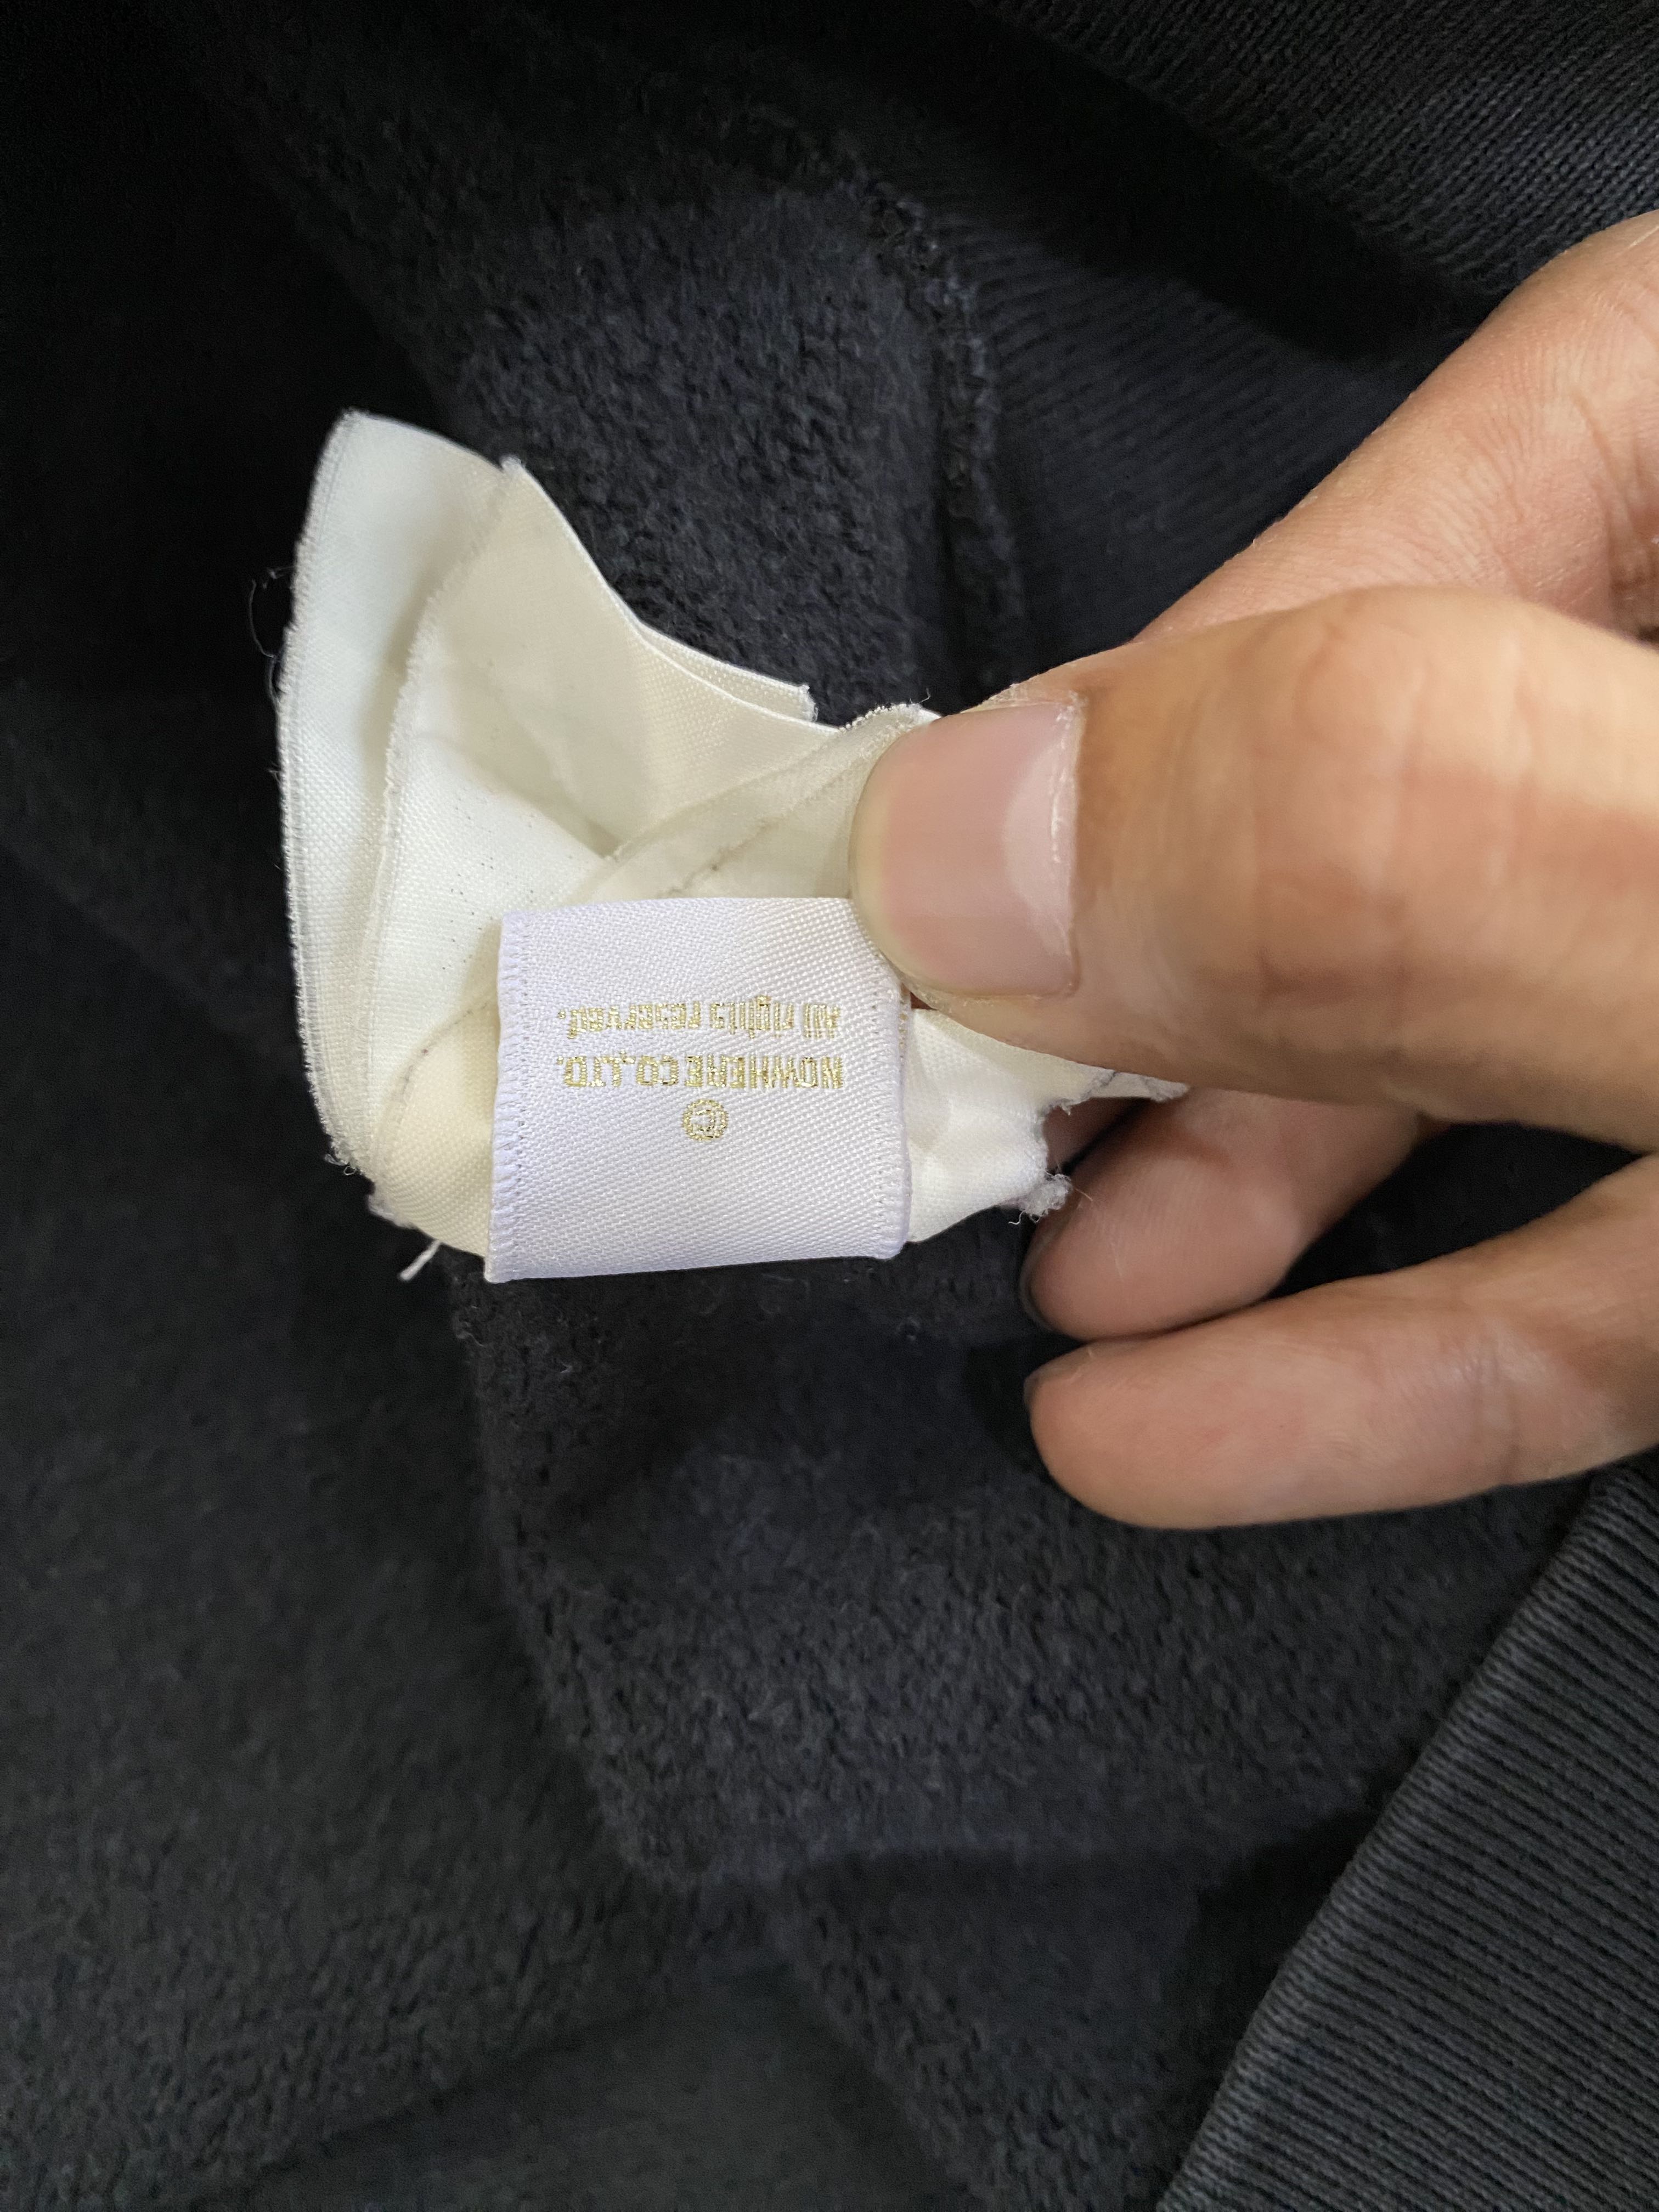 ©
NOWHERE CO.,LTD.
All rights reserved.